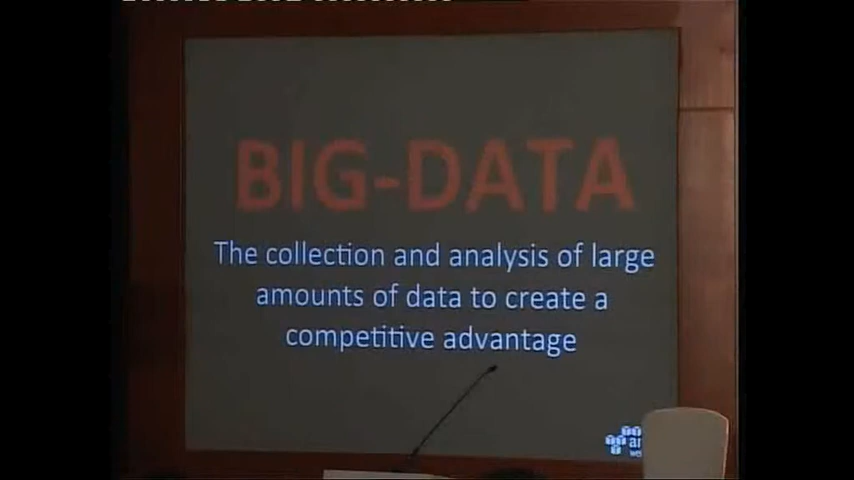 BIG-DATA
The collection and analysis of large
amounts of data to create a
competitive advantage